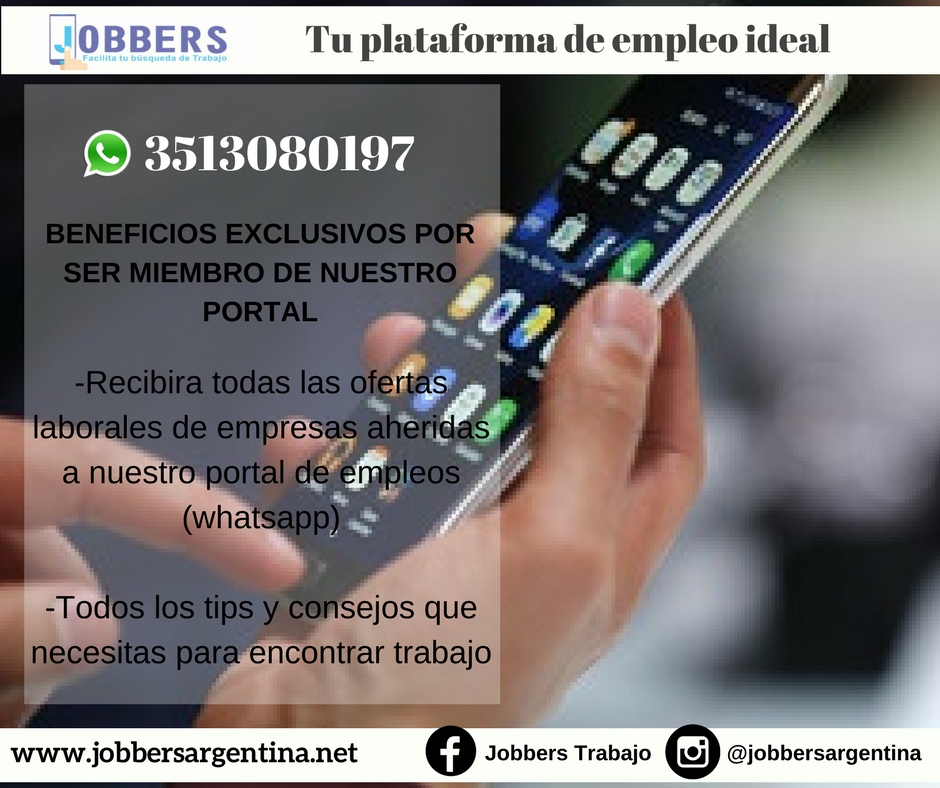 JOBBERS
Facilita tu búsqueda de Trabajo
Tu plataforma de empleo ideal
3513080197
BENEFICIOS EXCLUSIVOS POR
SER MIEMBRO DE NUESTRO
PORTAL
-Recibira todas las ofertas
laborales de empresas aheridas
a nuestro portal de empleos
(whatsapp)
-Todos los tips y consejos que
necesitas para encontrar trabajo
www.jobbersargentina.net
Jobbers Trabajo
@jobbersargentina